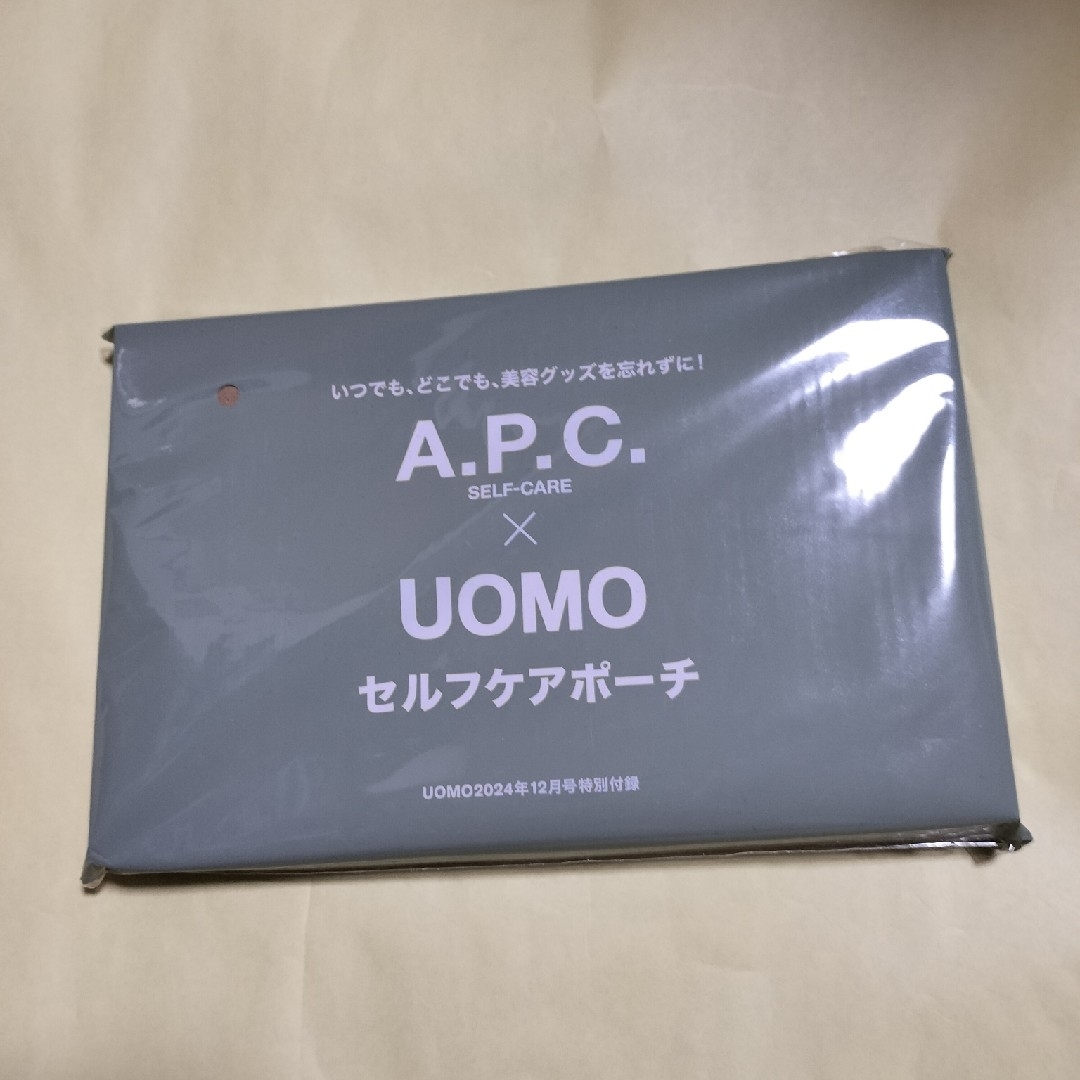 いつでも、どこでも、美容グッズを忘れずに！
A.P.C.
SELF-CARE
×
UOMO
セルフケアポーチ
UOMO2024年12月号特別付録